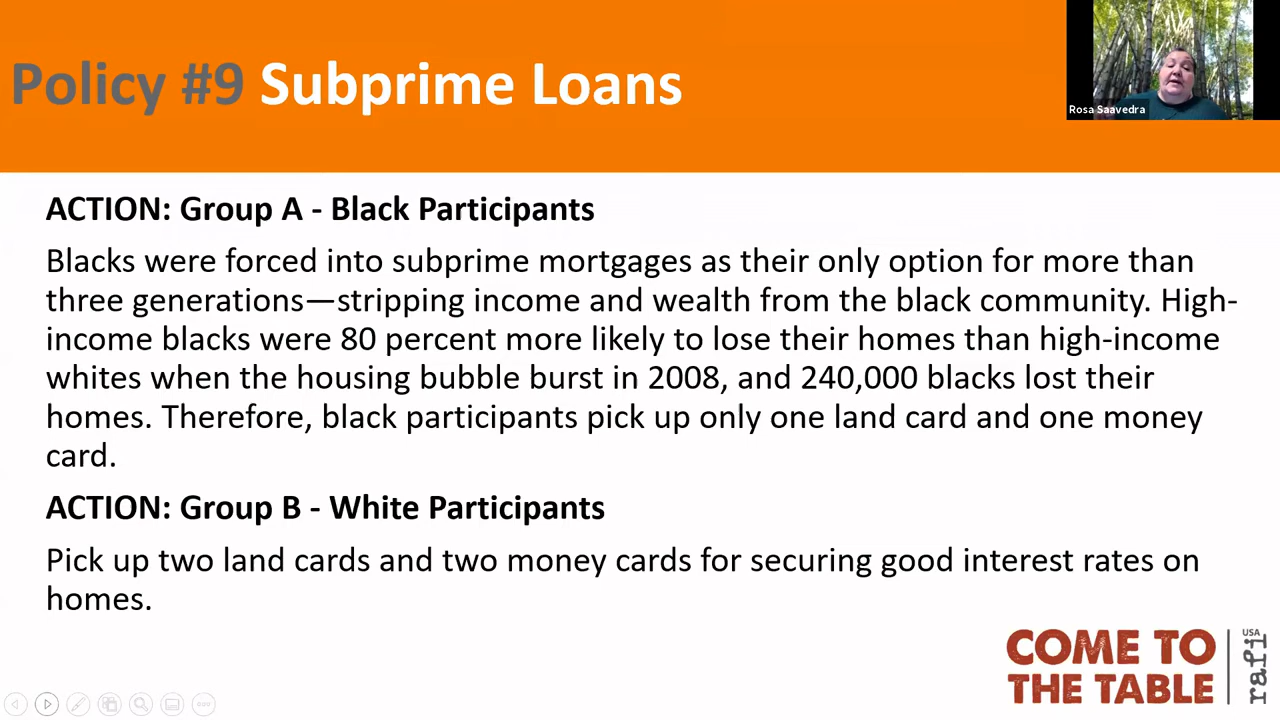 Policy #9 Subprime Loans
Rosa Saavedra
ACTION: Group A - Black Participants
Blacks were forced into subprime mortgages as their only option for more than
three generations—stripping income and wealth from the black community. High-
income blacks were 80 percent more likely to lose their homes than high-income
whites when the housing bubble burst in 2008, and 240,000 blacks lost their
homes. Therefore, black participants pick up only one land card and one money
card.
ACTION: Group B - White Participants
Pick up two land cards and two money cards for securing good interest rates on
homes.
COME TO
THE TABLE
rafi
USA